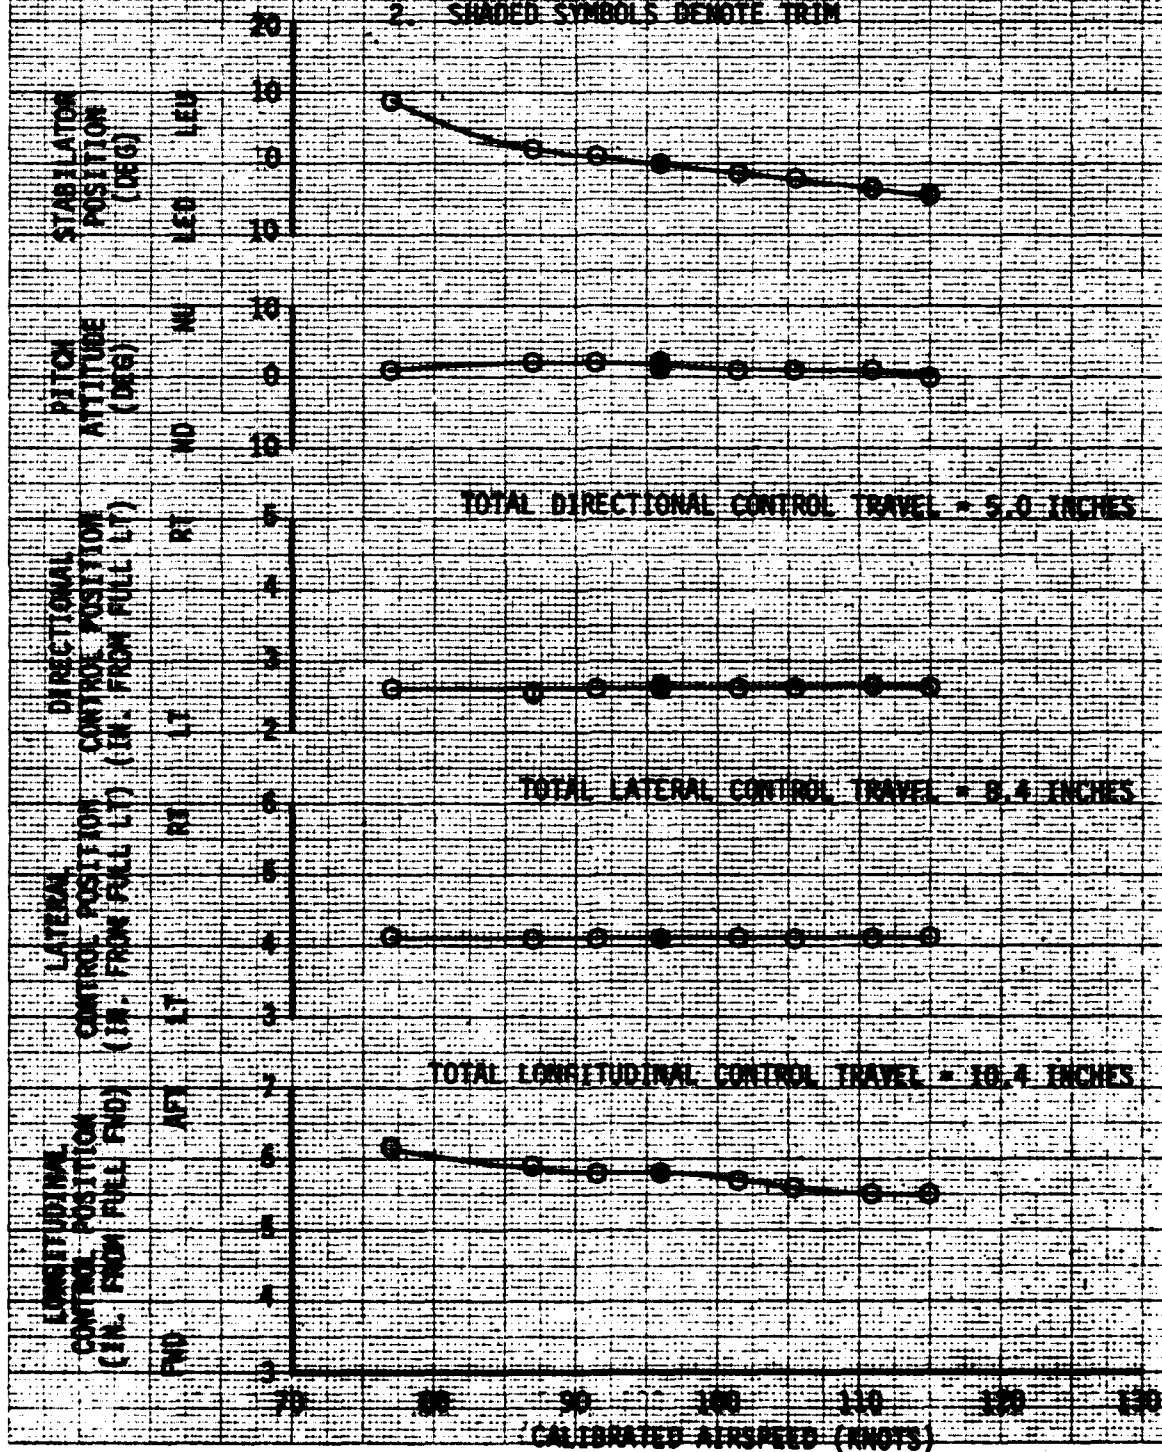 2. SHADED SYMBOLS DENOTE TRIM
STABILATOR
POSITION
(DEG)
LED LEU
20
10
0
10
PITCH
ATTITUDE
(DEG)
ND NU
10
0
10
TOTAL DIRECTIONAL CONTROL TRAVEL = 5.0 INCHES
DIRECTIONAL
CONTROL POSITION
(IN. FROM FULL LT)
LT RT
5
4
3
2
TOTAL LATERAL CONTROL TRAVEL = 8.4 INCHES
LATERAL
CONTROL POSITION
(IN. FROM FULL LT)
LT RT
6
5
4
3
TOTAL LONGITUDINAL CONTROL TRAVEL = 10.4 INCHES
LONGITUDINAL
CONTROL POSITION
(IN. FROM FULL FWD)
FWD AFT
7
6
5
4
3
70 80 90 100 110 120 130
CALIBRATED AIRSPEED (KNOTS)